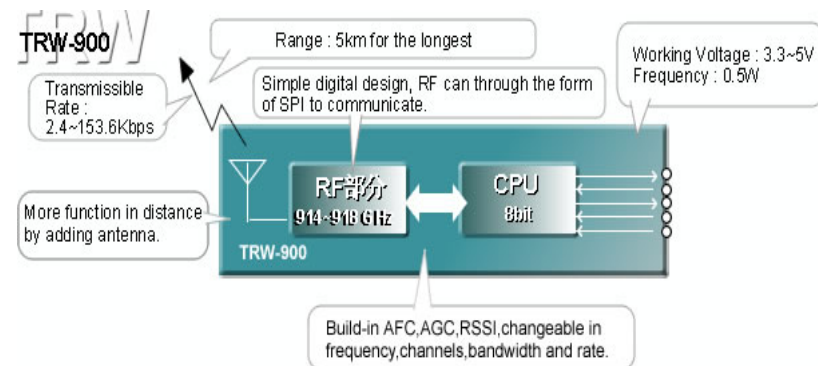 TRW
TRW-900
Range : 5km for the longest
Working Voltage : 3.3~5V
Frequency : 0.5W
Transmissible
Rate :
2.4~153.6Kbps
Simple digital design, RF can through the form
of SPI to communicate.
RF部分
914~918 GHz
CPU
8bit
More function in distance
by adding antenna.
TRW-900
Build-in AFC,AGC,RSSI,changeable in
frequency,channels,bandwidth and rate.